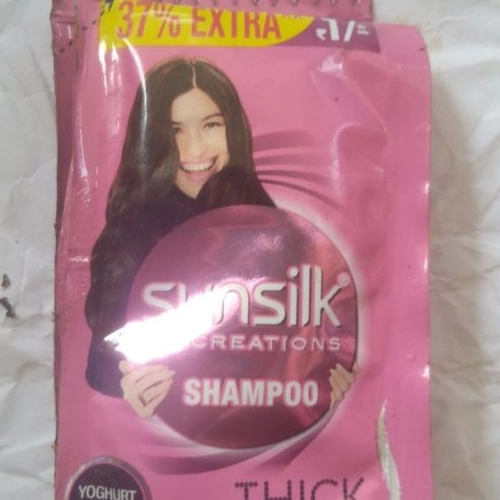 37% EXTRA** ₹1/-
sunsilk®
CREATIONS
SHAMPOO
YOGHURT
THICK